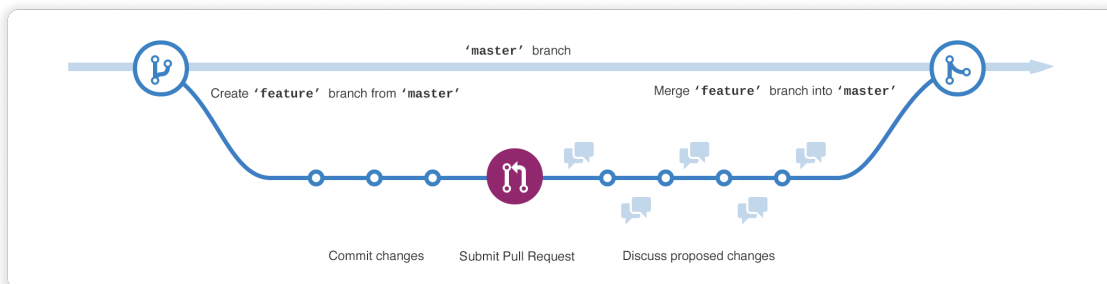 ‘master’ branch
Create ‘feature’ branch from ‘master’
Merge ‘feature’ branch into ‘master’
Commit changes
Submit Pull Request
Discuss proposed changes